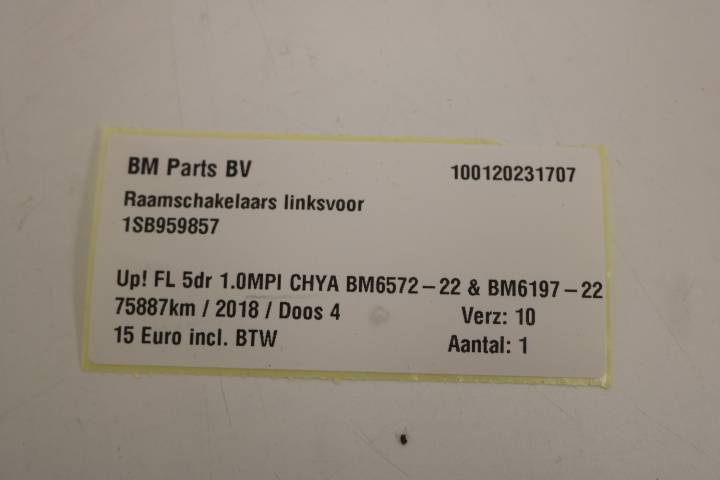 BM Parts BV 100120231707
Raamschakelaars linksvoor
1SB959857
Up! FL 5dr 1.0MPI CHYA BM6572-22 & BM6197-22
75887km / 2018 / Doos 4 Verz: 10
15 Euro incl. BTW Aantal: 1